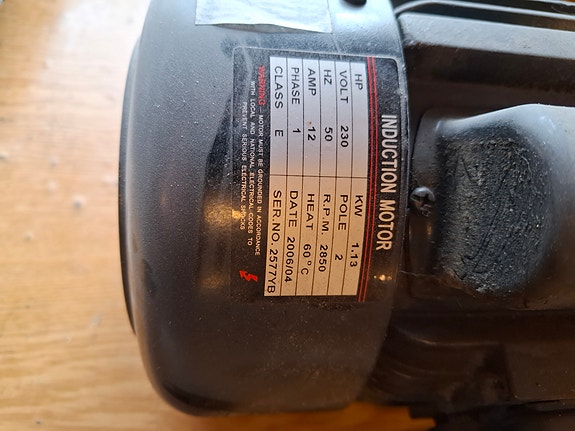 INDUCTION MOTOR
HP KW 1.13
VOLT 230 POLE 2
HZ 50 R.P.M. 2850
AMP 12 HEAT 60°C
PHASE 1 DATE 2006/04
CLASS E SER.NO. 2577YB
WARNING: MOTOR MUST BE GROUNDED IN ACCORDANCE
WITH LOCAL AND NATIONAL ELECTRICAL CODES TO
PREVENT SERIOUS ELECTRICAL SHOCKS